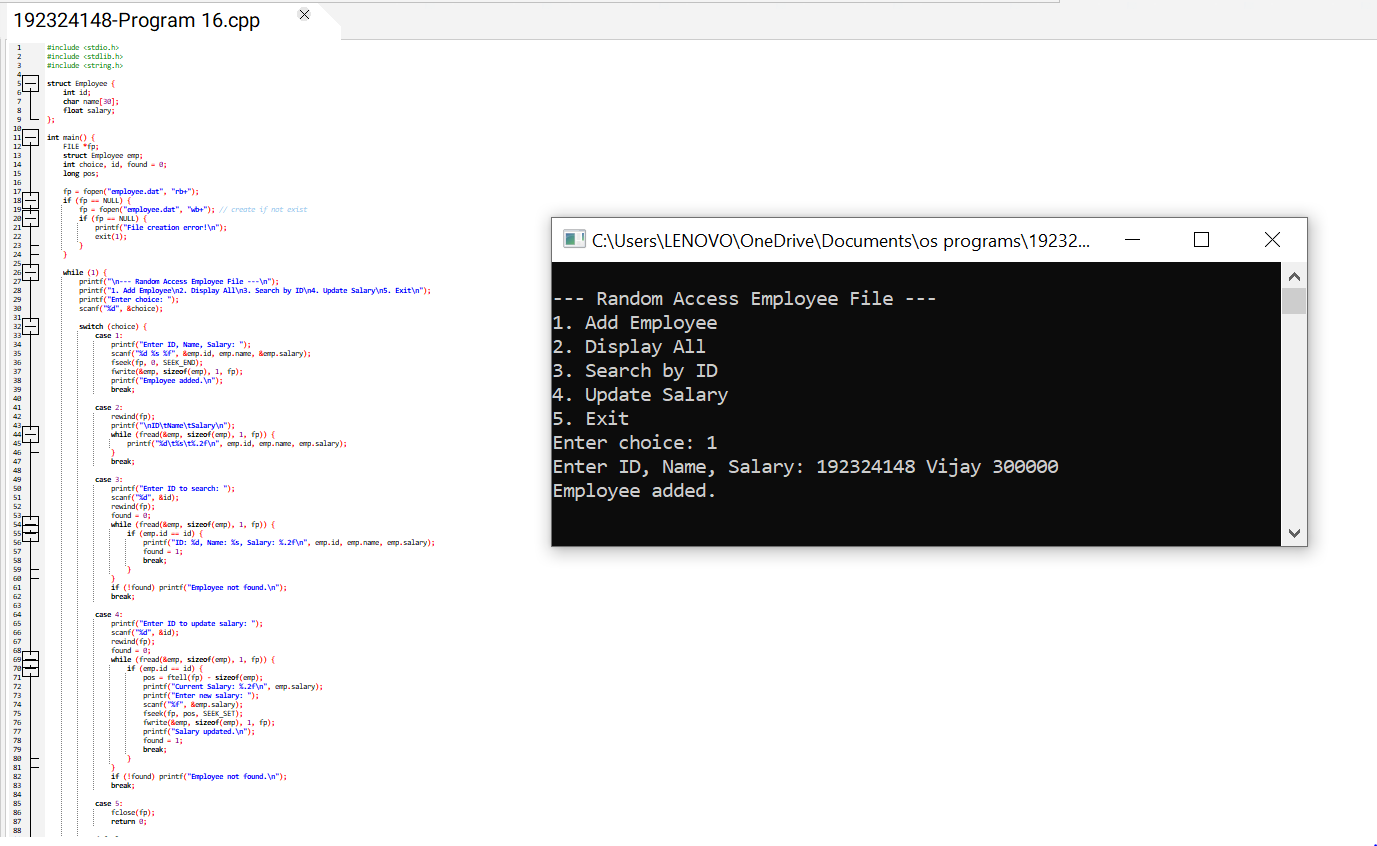 192324148-Program 16.cpp
1 #include <stdio.h>
2 #include <stdlib.h>
3 #include <string.h>
4
5 struct Employee {
6 int id;
7 char name[30];
8 float salary;
9 };
10
11 int main() {
12 FILE *fp;
13 struct Employee emp;
14 int choice, id, found = 0;
15 long pos;
16
17 fp = fopen("employee.dat", "rb+");
18 if (fp == NULL) {
19 fp = fopen("employee.dat", "wb+"); // create if not exist
20 if (fp == NULL) {
21 printf("File creation error!\n");
22 exit(1);
23 }
24 }
25
26 while (1) {
27 printf("\n--- Random Access Employee File ---\n");
28 printf("1. Add Employee\n2. Display All\n3. Search by ID\n4. Update Salary\n5. Exit\n");
29 printf("Enter choice: ");
30 scanf("%d", &choice);
31
32 switch (choice) {
33 case 1:
34 printf("Enter ID, Name, Salary: ");
35 scanf("%d %s %f", &emp.id, emp.name, &emp.salary);
36 fseek(fp, 0, SEEK_END);
37 fwrite(&emp, sizeof(emp), 1, fp);
38 printf("Employee added.\n");
39 break;
40
41 case 2:
42 rewind(fp);
43 printf("\nID\tName\tSalary\n");
44 while (fread(&emp, sizeof(emp), 1, fp)) {
45 printf("%d\t%s\t%.2f\n", emp.id, emp.name, emp.salary);
46 }
47 break;
48
49 case 3:
50 printf("Enter ID to search: ");
51 scanf("%d", &id);
52 rewind(fp);
53 found = 0;
54 while (fread(&emp, sizeof(emp), 1, fp)) {
55 if (emp.id == id) {
56 printf("ID: %d, Name: %s, Salary: %.2f\n", emp.id, emp.name, emp.salary);
57 found = 1;
58 break;
59 }
60 }
61 if (!found) printf("Employee not found.\n");
62 break;
63
64 case 4:
65 printf("Enter ID to update salary: ");
66 scanf("%d", &id);
67 rewind(fp);
68 found = 0;
69 while (fread(&emp, sizeof(emp), 1, fp)) {
70 if (emp.id == id) {
71 pos = ftell(fp) - sizeof(emp);
72 printf("Current Salary: %.2f\n", emp.salary);
73 printf("Enter new salary: ");
74 scanf("%f", &emp.salary);
75 fseek(fp, pos, SEEK_SET);
76 fwrite(&emp, sizeof(emp), 1, fp);
77 printf("Salary updated.\n");
78 found = 1;
79 break;
80 }
81 }
82 if (!found) printf("Employee not found.\n");
83 break;
84
85 case 5:
86 fclose(fp);
87 return 0;
88
C:\Users\LENOVO\OneDrive\Documents\os programs\19232...
--- Random Access Employee File ---
1. Add Employee
2. Display All
3. Search by ID
4. Update Salary
5. Exit
Enter choice: 1
Enter ID, Name, Salary: 192324148 Vijay 300000
Employee added.